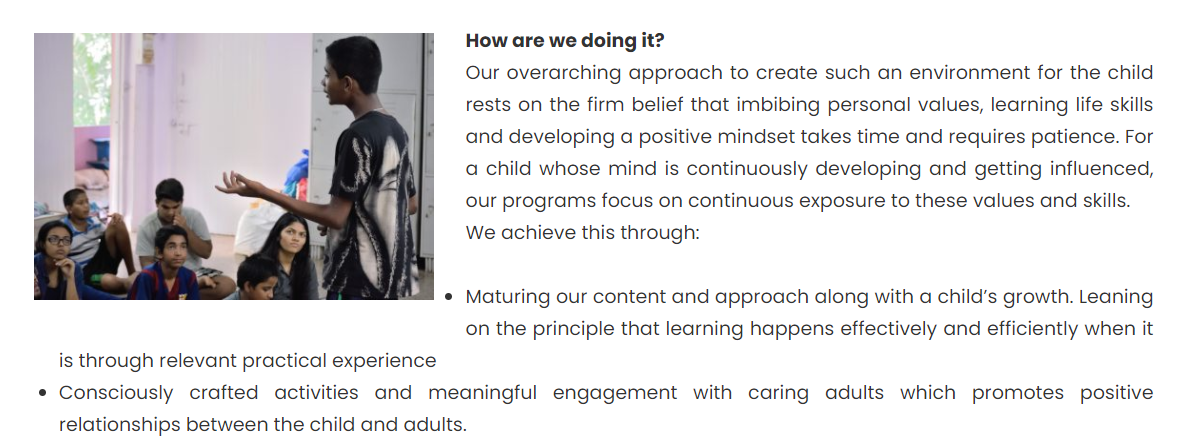 How are we doing it?
Our overarching approach to create such an environment for the child
rests on the firm belief that imbibing personal values, learning life skills
and developing a positive mindset takes time and requires patience. For
a child whose mind is continuously developing and getting influenced,
our programs focus on continuous exposure to these values and skills.
We achieve this through:
• Maturing our content and approach along with a child’s growth. Leaning
on the principle that learning happens effectively and efficiently when it
is through relevant practical experience
• Consciously crafted activities and meaningful engagement with caring adults which promotes positive
relationships between the child and adults.